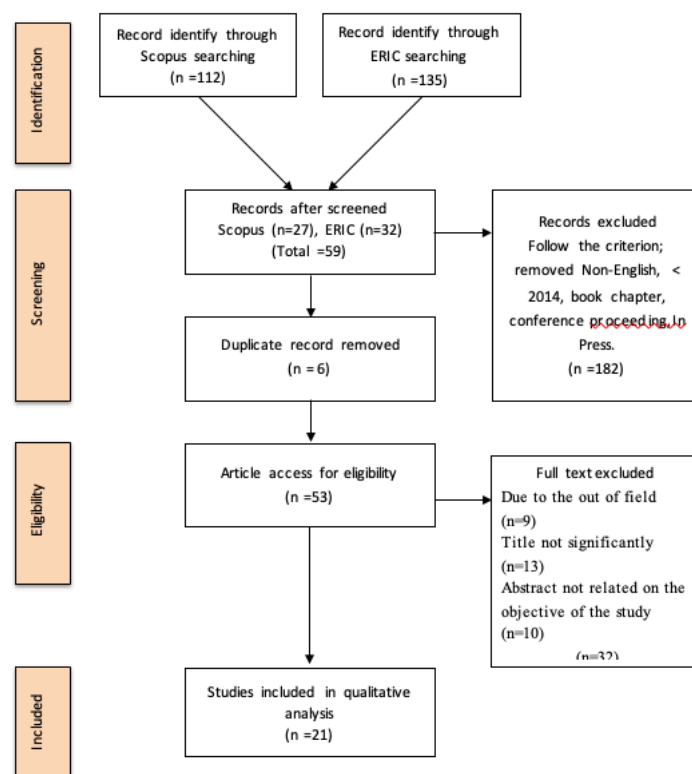 Identification
Record identify through
Scopus searching
(n =112)
Record identify through
ERIC searching
(n =135)
Screening
Records after screened
Scopus (n=27), ERIC (n=32)
(Total =59)
Records excluded
Follow the criterion;
removed Non-English, <
2014, book chapter,
conference proceeding,In
Press.
(n =182)
Duplicate record removed
(n = 6)
Eligibility
Article access for eligibility
(n =53)
Full text excluded
Due to the out of field
(n=9)
Title not significantly
(n=13)
Abstract not related on the
objective of the study
(n=10)
(n=32)
Included
Studies included in qualitative
analysis
(n =21)